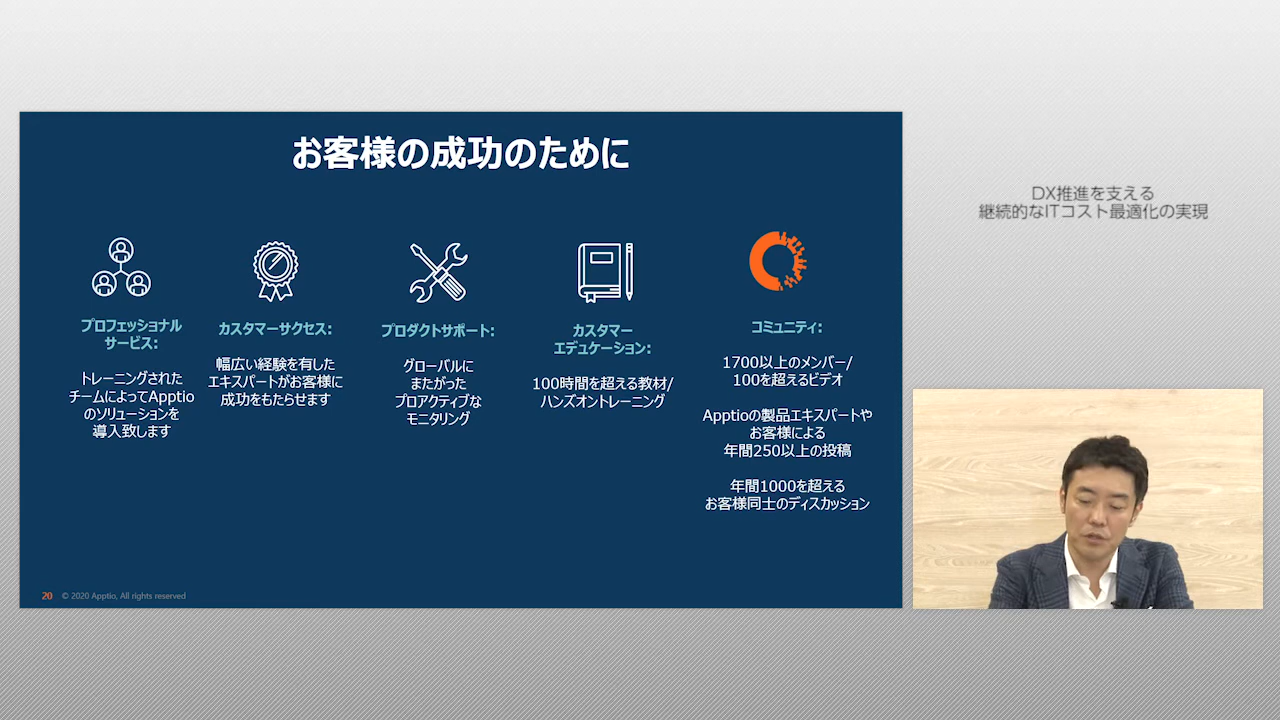 お客様の成功のために
プロフェッショナル
サービス:
トレーニングされた
チームによってApptio
のソリューションを
導入致します
カスタマーサクセス:
幅広い経験を有した
エキスパートがお客様に
成功をもたらせます
プロダクトサポート:
グローバルに
またがった
プロアクティブな
モニタリング
カスタマー
エデュケーション:
100時間を超える教材/
ハンズオントレーニング
コミュニティ:
1700以上のメンバー/
100を超えるビデオ
Apptioの製品エキスパートや
お客様による
年間250以上の投稿
年間1000を超える
お客様同士のディスカッション
20 © 2020 Apptio, All rights reserved
DX推進を支える
継続的なITコスト最適化の実現